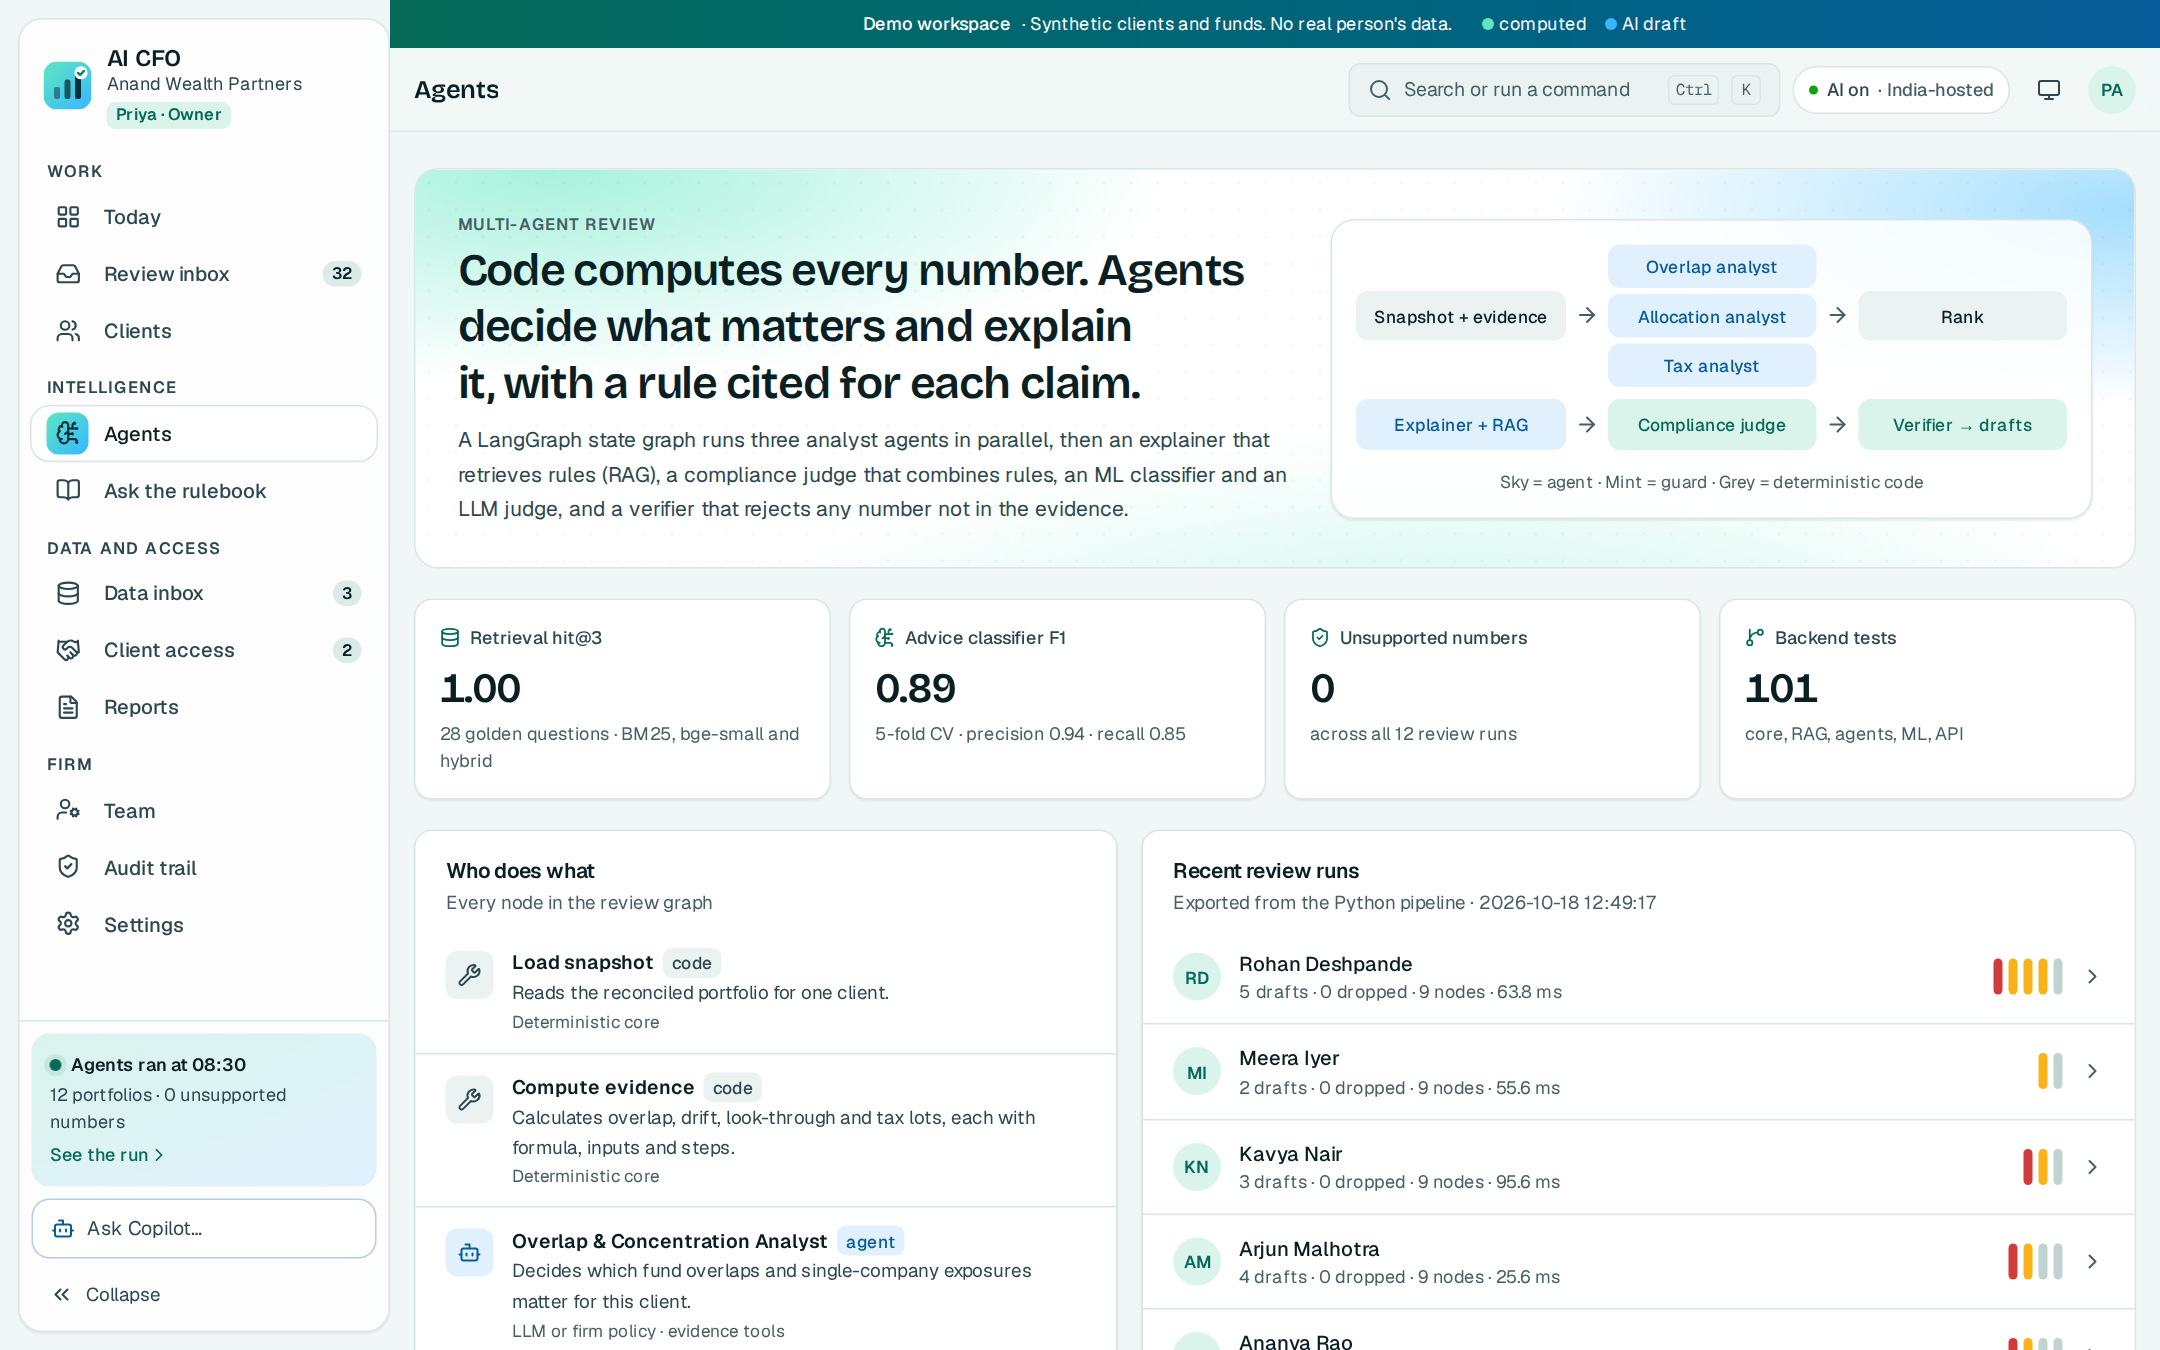 AI CFO
Anand Wealth Partners
Priya · Owner
WORK
Today
Review inbox 32
Clients
INTELLIGENCE
Agents
Ask the rulebook
DATA AND ACCESS
Data inbox 3
Client access 2
Reports
FIRM
Team
Audit trail
Settings
Agents ran at 08:30
12 portfolios · 0 unsupported
numbers
See the run
Ask Copilot...
Collapse
Demo workspace · Synthetic clients and funds. No real person's data. computed AI draft
Agents
Search or run a command Ctrl K
AI on · India-hosted
PA
MULTI-AGENT REVIEW
Code computes every number. Agents
decide what matters and explain
it, with a rule cited for each claim.
A LangGraph state graph runs three analyst agents in parallel, then an explainer that
retrieves rules (RAG), a compliance judge that combines rules, an ML classifier and an
LLM judge, and a verifier that rejects any number not in the evidence.
Overlap analyst
Snapshot + evidence → Allocation analyst → Rank
Tax analyst
Explainer + RAG → Compliance judge → Verifier → drafts
Sky = agent · Mint = guard · Grey = deterministic code
Retrieval hit@3
1.00
28 golden questions · BM25, bge-small and
hybrid
Advice classifier F1
0.89
5-fold CV · precision 0.94 · recall 0.85
Unsupported numbers
0
across all 12 review runs
Backend tests
101
core, RAG, agents, ML, API
Who does what
Every node in the review graph
Load snapshot code
Reads the reconciled portfolio for one client.
Deterministic core
Compute evidence code
Calculates overlap, drift, look-through and tax lots, each with
formula, inputs and steps.
Deterministic core
Overlap & Concentration Analyst agent
Decides which fund overlaps and single-company exposures
matter for this client.
LLM or firm policy · evidence tools
Recent review runs
Exported from the Python pipeline · 2026-10-18 12:49:17
RD
Rohan Deshpande
5 drafts · 0 dropped · 9 nodes · 63.8 ms
MI
Meera Iyer
2 drafts · 0 dropped · 9 nodes · 55.6 ms
KN
Kavya Nair
3 drafts · 0 dropped · 9 nodes · 95.6 ms
AM
Arjun Malhotra
4 drafts · 0 dropped · 9 nodes · 25.6 ms
Ananya Rao